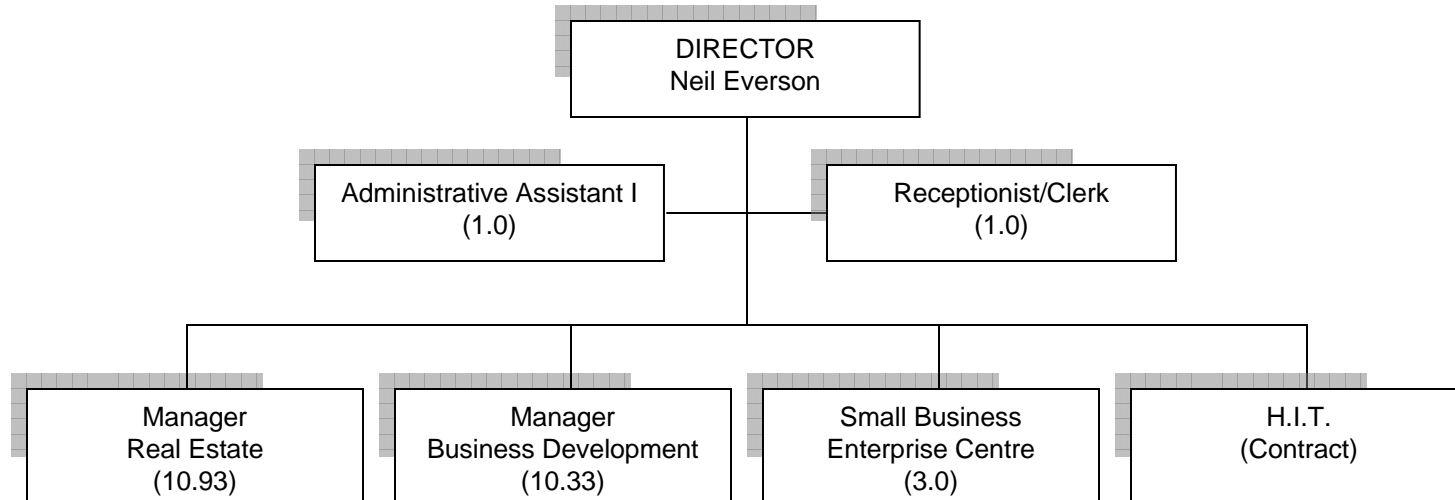 DIRECTOR
Neil Everson
Administrative Assistant I
(1.0)
Receptionist/Clerk
(1.0)
Manager
Real Estate
(10.93)
Manager
Business Development
(10.33)
Small Business
Enterprise Centre
(3.0)
H.I.T.
(Contract)